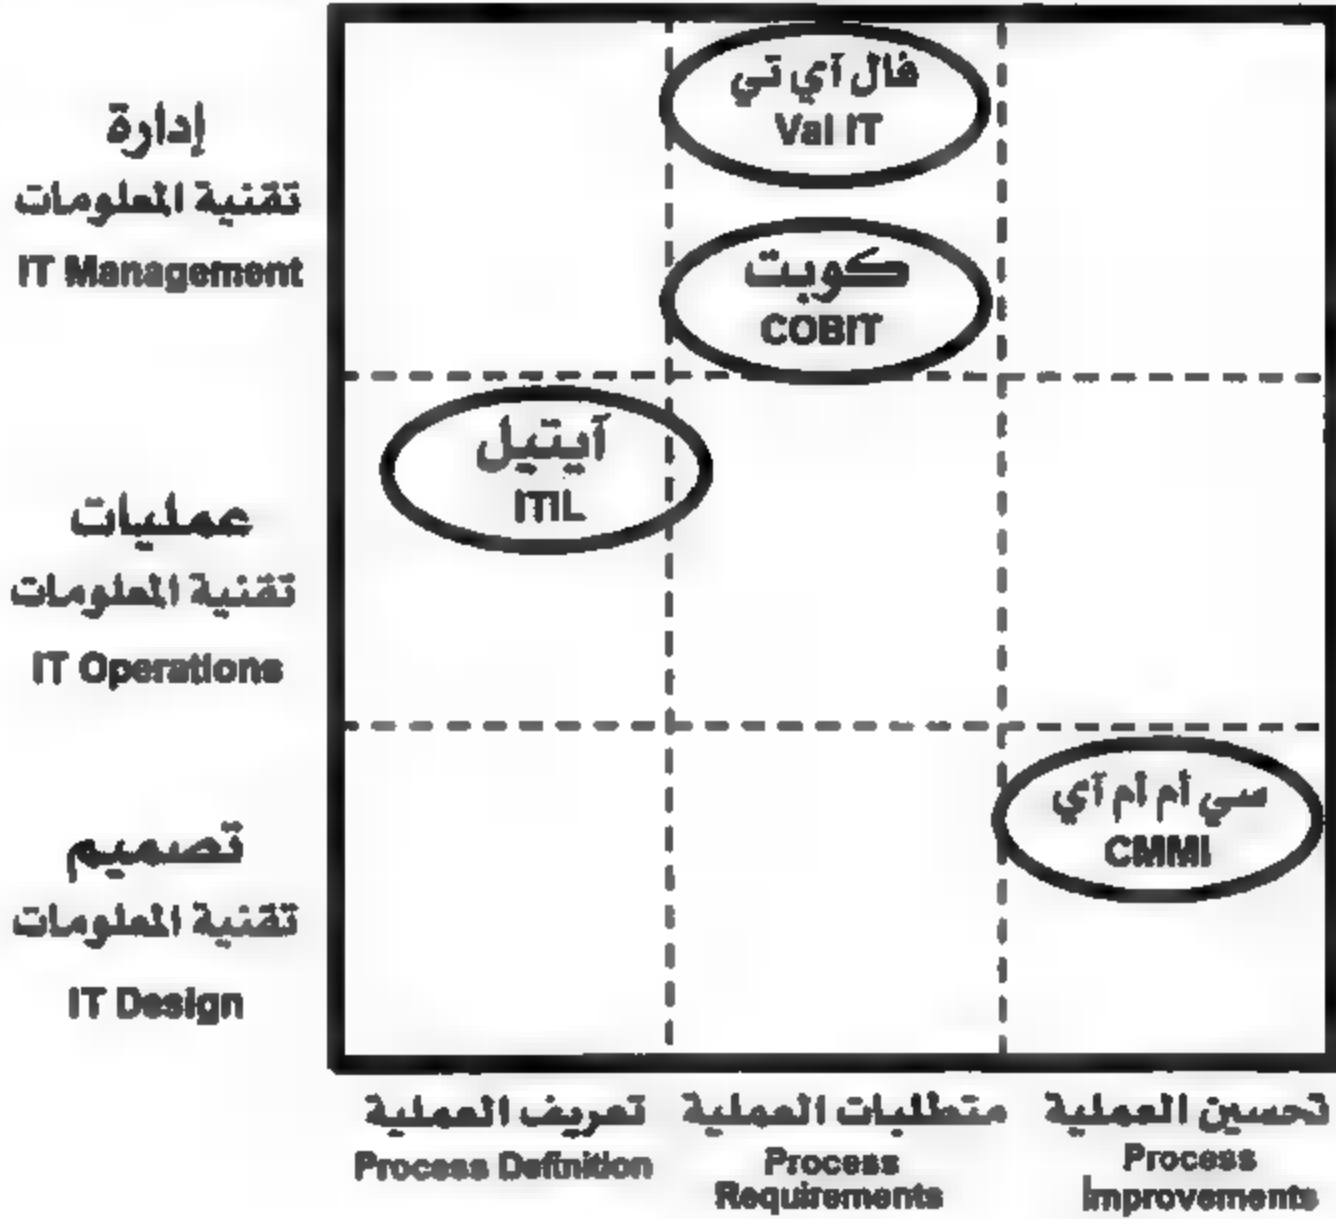 فال آي تي
Val IT
إدارة
تقنية المعلومات
IT Management
كوبت
COBIT
آيتيل
ITIL
عمليات
تقنية المعلومات
IT Operations
سي أم أم آي
CMMI
تصميم
تقنية المعلومات
IT Design
تعريف العملية
Process Definition
متطلبات العملية
Process
Requirements
تحسين العملية
Process
Improvements